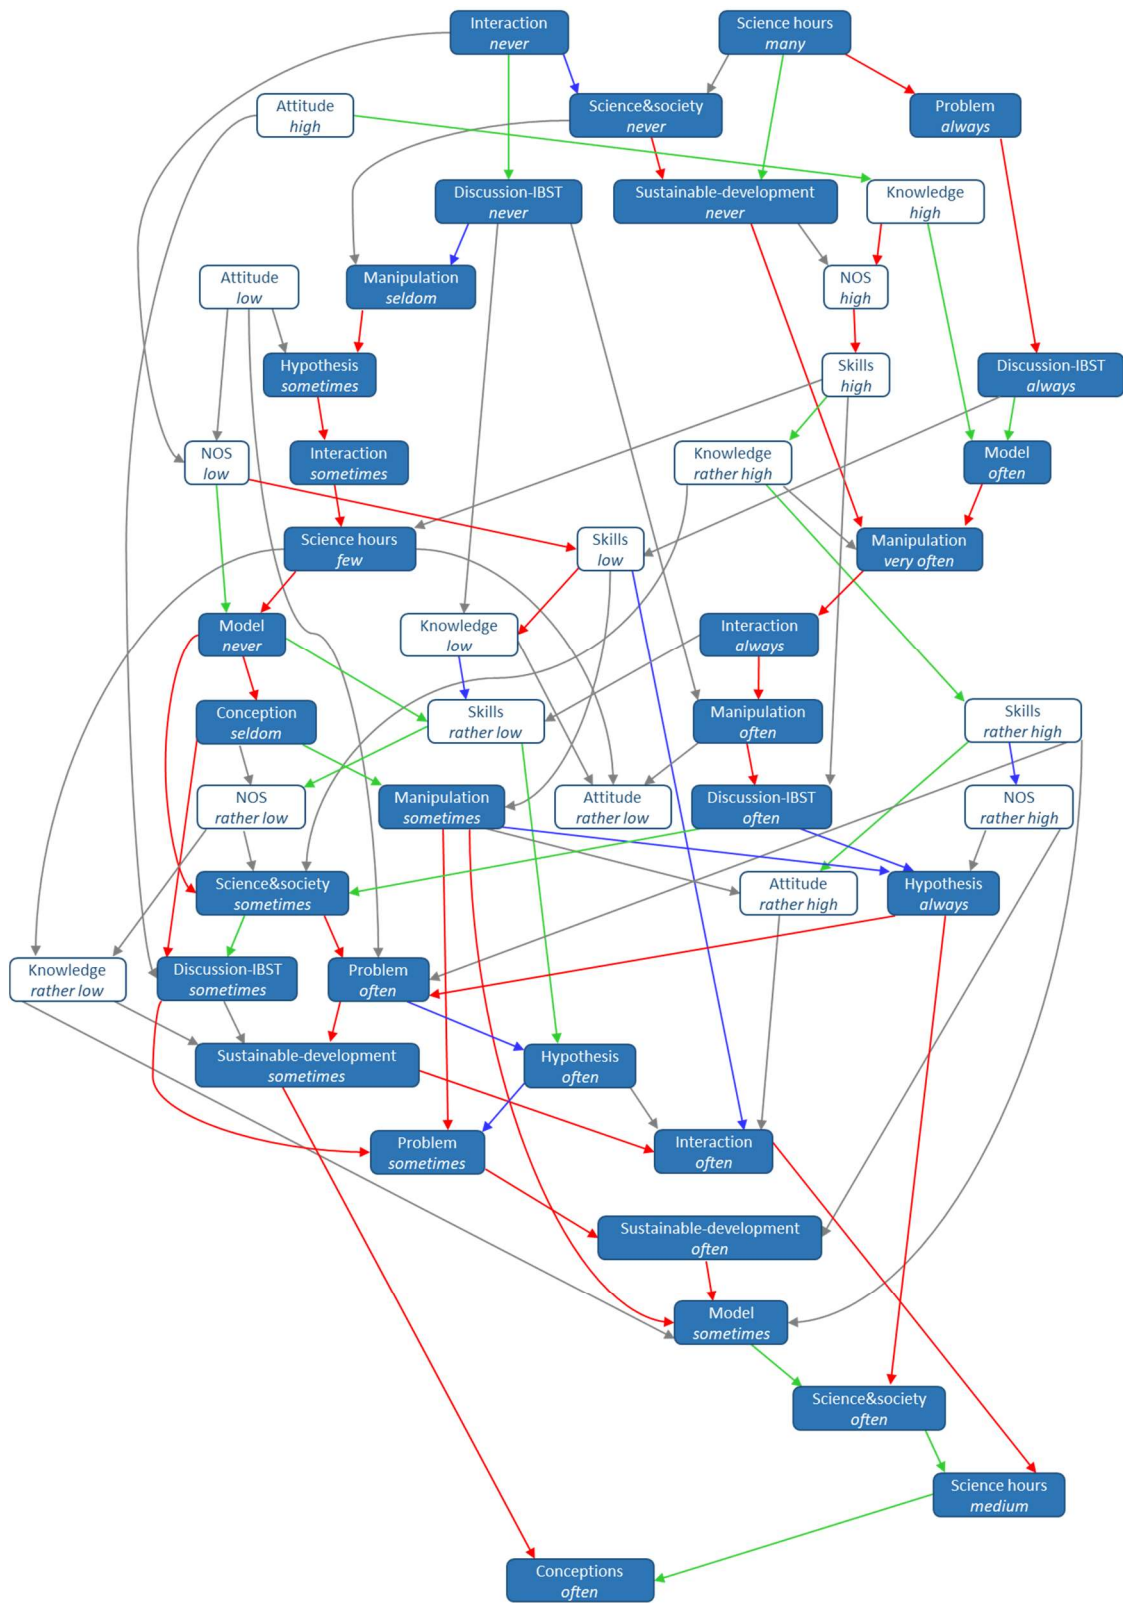 Interaction
never
Science hours
many
Attitude
high
Science&society
never
Problem
always
Discussion-IBST
never
Sustainable-development
never
Knowledge
high
Attitude
low
Manipulation
seldom
NOS
high
Hypothesis
sometimes
Skills
high
Discussion-IBST
always
NOS
low
Interaction
sometimes
Knowledge
rather high
Model
often
Science hours
few
Skills
low
Manipulation
very often
Model
never
Knowledge
low
Interaction
always
Conception
seldom
Skills
rather low
Manipulation
often
Skills
rather high
NOS
rather low
Manipulation
sometimes
Attitude
rather low
Discussion-IBST
often
NOS
rather high
Science&society
sometimes
Attitude
rather high
Hypothesis
always
Knowledge
rather low
Discussion-IBST
sometimes
Problem
often
Sustainable-development
sometimes
Hypothesis
often
Problem
sometimes
Interaction
often
Sustainable-development
often
Model
sometimes
Science&society
often
Science hours
medium
Conceptions
often